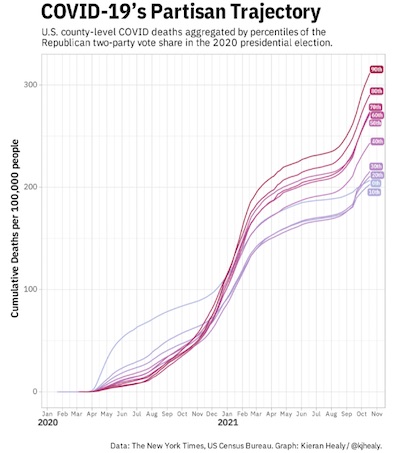 COVID-19's Partisan Trajectory
U.S. county-level COVID deaths aggregated by percentiles of the
Republican two-party vote share in the 2020 presidential election.
Cumulative Deaths per 100,000 people
300
200
100
0
90th
80th
70th
60th
50th
40th
30th
20th
0th
10th
Jan Feb Mar Apr May Jun Jul Aug Sep Oct Nov Dec Jan Feb Mar Apr May Jun Jul Aug Sep Oct Nov
2020 2021
Data: The New York Times, US Census Bureau. Graph: Kieran Healy / @kjhealy.